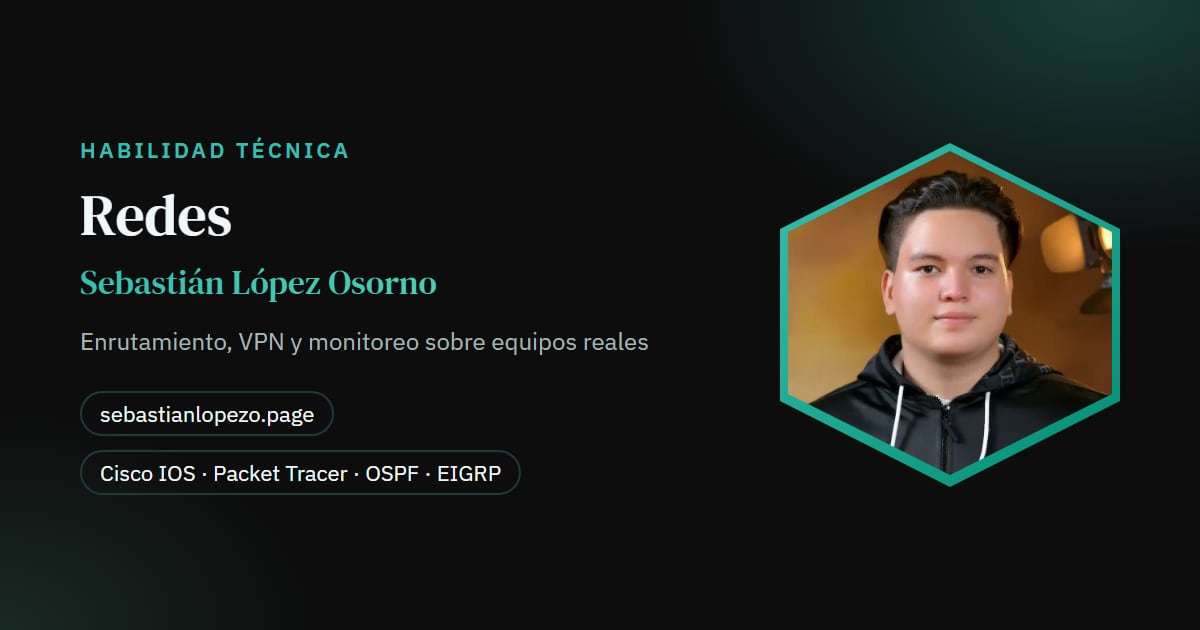 HABILIDAD TÉCNICA
Redes
Sebastián López Osorno
Enrutamiento, VPN y monitoreo sobre equipos reales
sebastianlopezo.page
Cisco IOS · Packet Tracer · OSPF · EIGRP